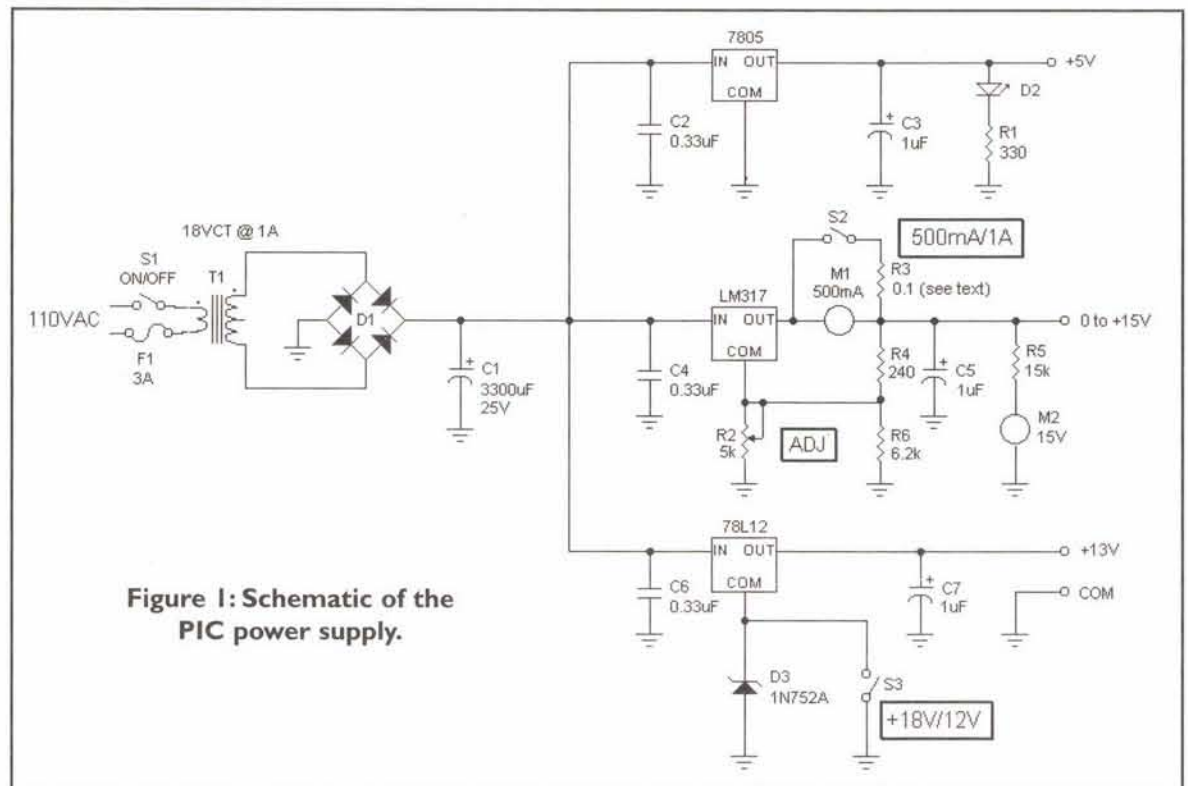 7805
IN OUT
COM
+5V
C2
0.33uF
C3
1uF
D2
R1
330
18VCT @ 1A
S1
ON/OFF
T1
110VAC
F1
3A
D1
C1
3300uF
25V
S2
500mA/1A
M1
500mA
R3
0.1 (see text)
LM317
IN OUT
COM
0 to +15V
C4
0.33uF
R4
240
C5
1uF
R5
15k
R2
5k
ADJ
R6
6.2k
M2
15V
78L12
IN OUT
COM
+13V
C6
0.33uF
C7
1uF
COM
D3
1N752A
S3
+18V/12V
Figure 1: Schematic of the
PIC power supply.